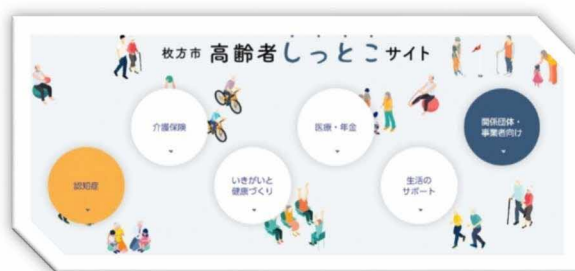 枚方市 高齢者しっとこサイト
介護保険
医療・年金
関係団体・
事業者向け
認知症
いきがいと
健康づくり
生活の
サポート